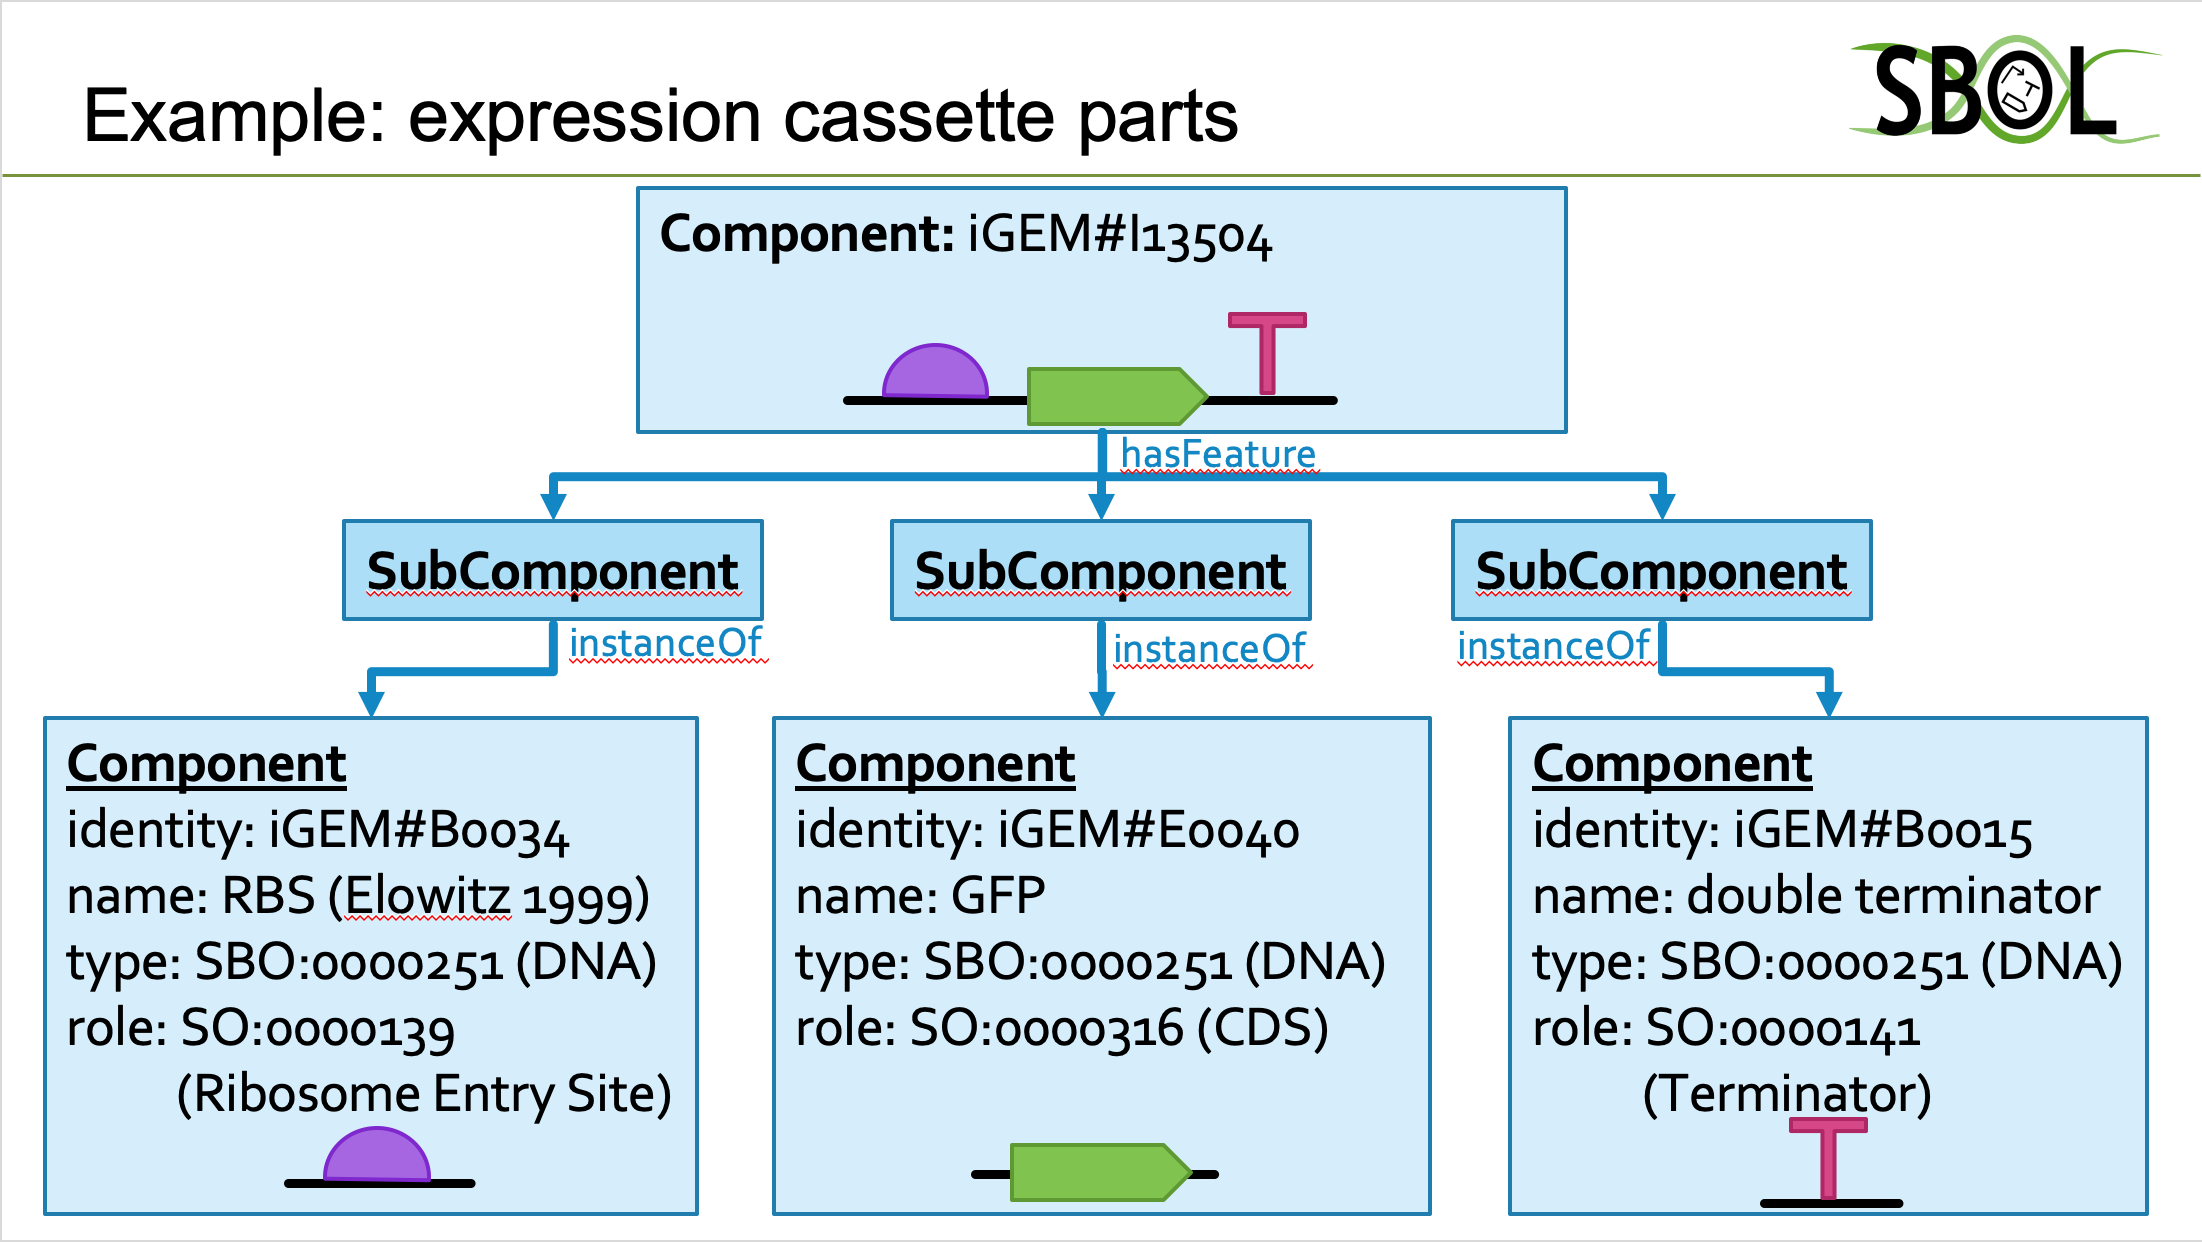 Example: expression cassette parts
SBOL
Component: iGEM#I13504
hasFeature
SubComponent
SubComponent
SubComponent
instanceOf
instanceOf
instanceOf
Component
identity: iGEM#B0034
name: RBS (Elowitz 1999)
type: SBO:0000251 (DNA)
role: SO:0000139
(Ribosome Entry Site)
Component
identity: iGEM#E0040
name: GFP
type: SBO:0000251 (DNA)
role: SO:0000316 (CDS)
Component
identity: iGEM#B0015
name: double terminator
type: SBO:0000251 (DNA)
role: SO:0000141
(Terminator)